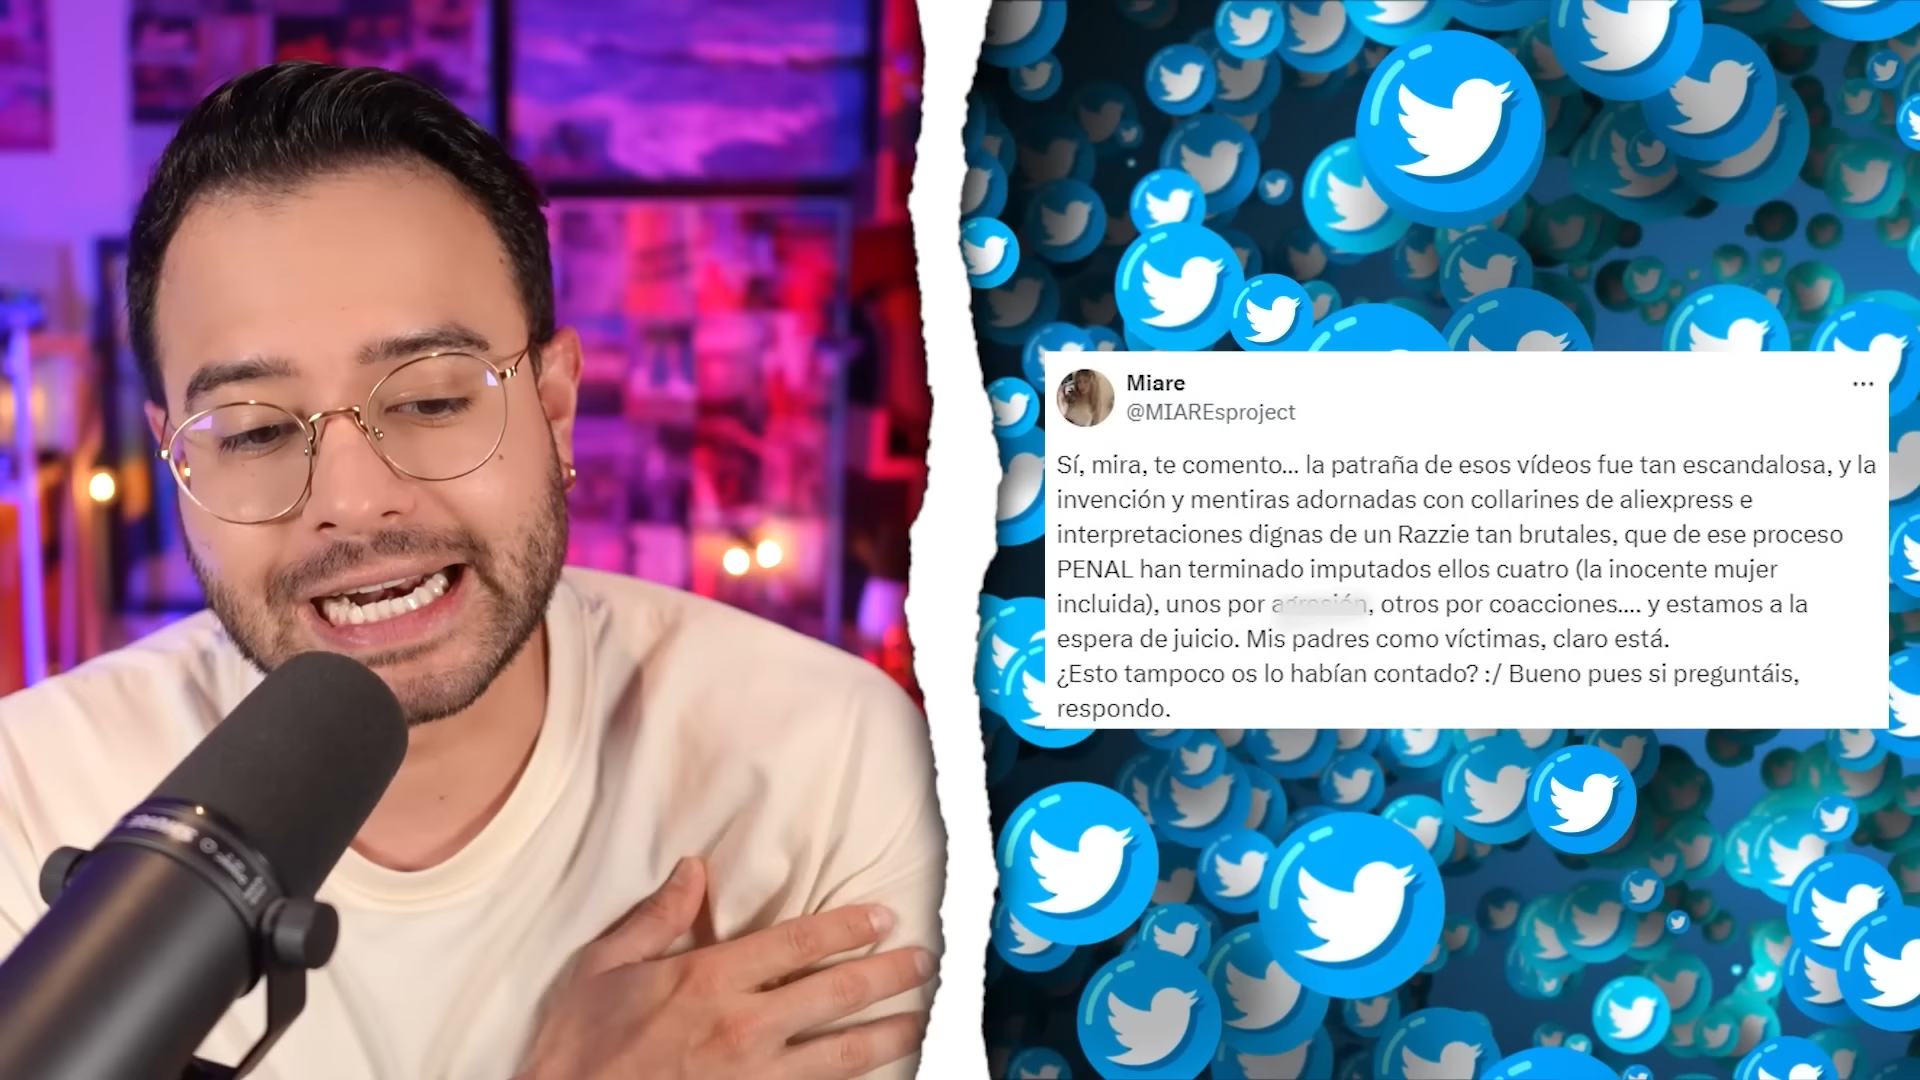 Miare
@MIAREsproject
Sí, mira, te comento... la patraña de esos vídeos fue tan escandalosa, y la
invención y mentiras adornadas con collarines de aliexpress e
interpretaciones dignas de un Razzie tan brutales, que de ese proceso
PENAL han terminado imputados ellos cuatro (la inocente mujer
incluida), unos por agresión, otros por coacciones.... y estamos a la
espera de juicio. Mis padres como víctimas, claro está.
¿Esto tampoco os lo habían contado? :/ Bueno pues si preguntáis,
respondo.